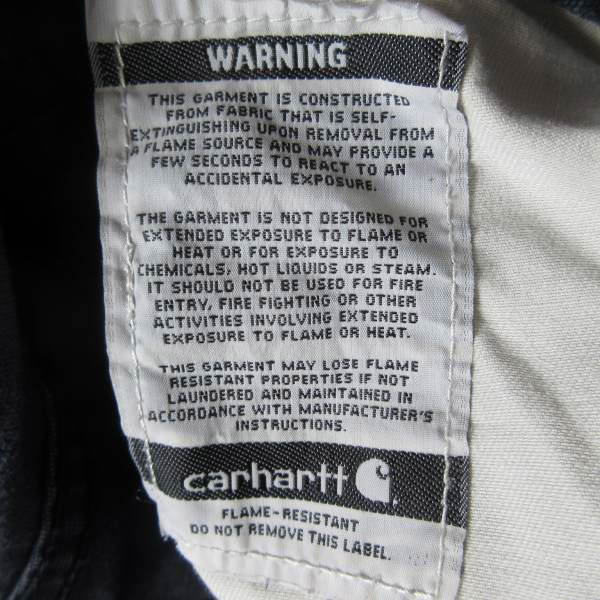 WARNING
THIS GARMENT IS CONSTRUCTED
FROM FABRIC THAT IS SELF-
EXTINGUISHING UPON REMOVAL FROM
A FLAME SOURCE AND MAY PROVIDE A
FEW SECONDS TO REACT TO AN
ACCIDENTAL EXPOSURE.
THE GARMENT IS NOT DESIGNED FOR
EXTENDED EXPOSURE TO FLAME OR
HEAT OR FOR EXPOSURE TO
CHEMICALS, HOT LIQUIDS OR STEAM.
IT SHOULD NOT BE USED FOR FIRE
ENTRY, FIRE FIGHTING OR OTHER
ACTIVITIES INVOLVING EXTENDED
EXPOSURE TO FLAME OR HEAT.
THIS GARMENT MAY LOSE FLAME
RESISTANT PROPERTIES IF NOT
LAUNDERED AND MAINTAINED IN
ACCORDANCE WITH MANUFACTURER'S
INSTRUCTIONS.
carhartt
FLAME-RESISTANT
DO NOT REMOVE THIS LABEL.